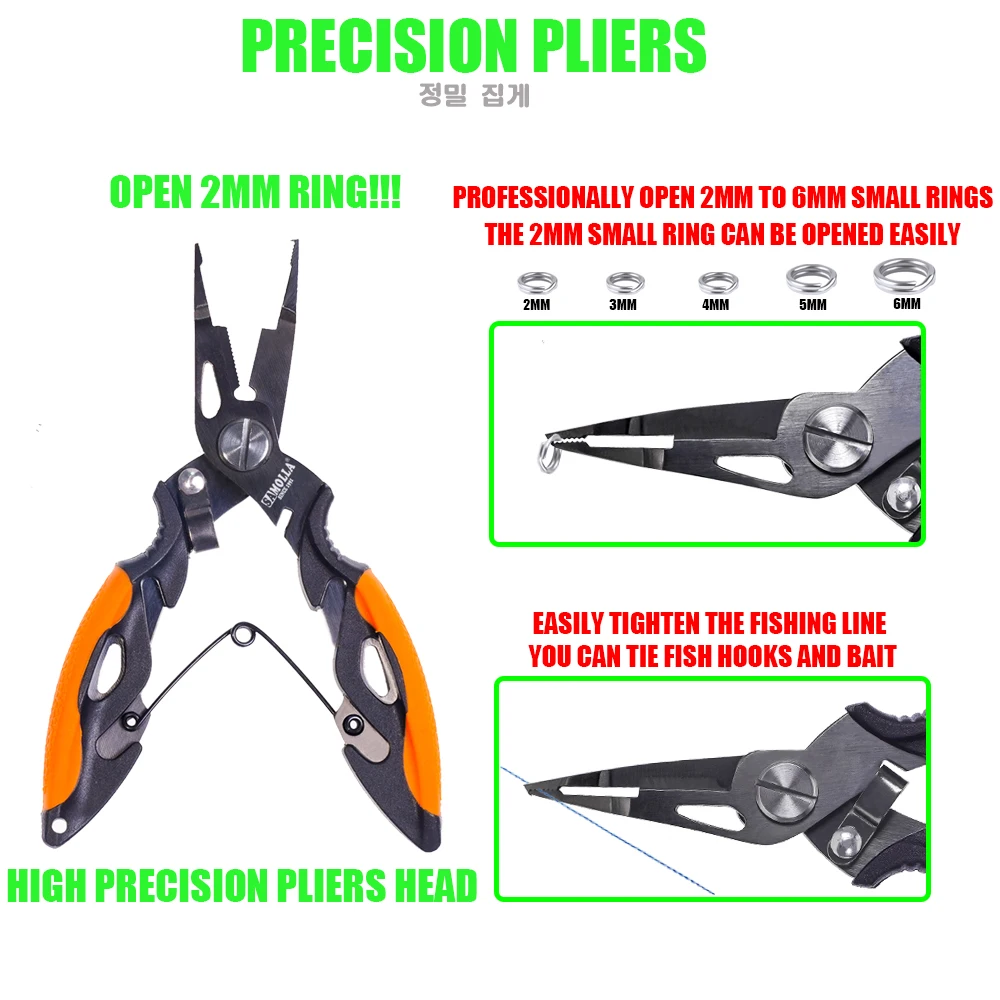 PRECISION PLIERS
정밀 집게
OPEN 2MM RING!!!
PROFESSIONALLY OPEN 2MM TO 6MM SMALL RINGS
THE 2MM SMALL RING CAN BE OPENED EASILY
2MM 3MM 4MM 5MM 6MM
SAMOLLA
EASILY TIGHTEN THE FISHING LINE
YOU CAN TIE FISH HOOKS AND BAIT
HIGH PRECISION PLIERS HEAD